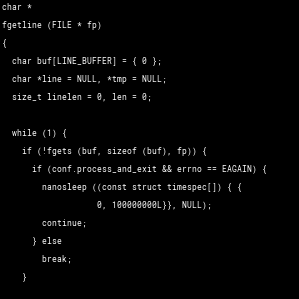 char *
fgetline (FILE * fp)
{
char buf[LINE_BUFFER] = { 0 };
char *line = NULL, *tmp = NULL;
size_t linelen = 0, len = 0;
while (1) {
if (!fgets (buf, sizeof (buf), fp)) {
if (conf.process_and_exit && errno == EAGAIN) {
nanosleep ((const struct timespec[]) { {
0, 100000000L}}, NULL);
continue;
} else
break;
}